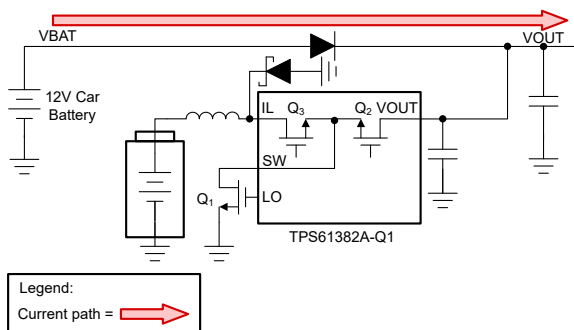 VBAT
VOUT
12V Car
Battery
IL
Q3
Q2
VOUT
SW
Q1
LO
TPS61382A-Q1
Legend:
Current path =